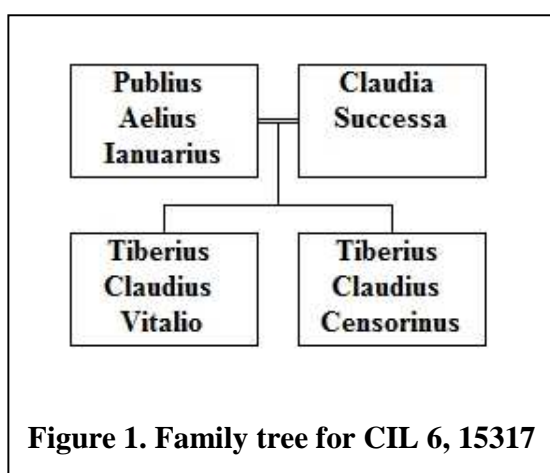 Publius
Aelius
Ianuarius
Claudia
Successa
Tiberius
Claudius
Vitalio
Tiberius
Claudius
Censorinus
Figure 1. Family tree for CIL 6, 15317